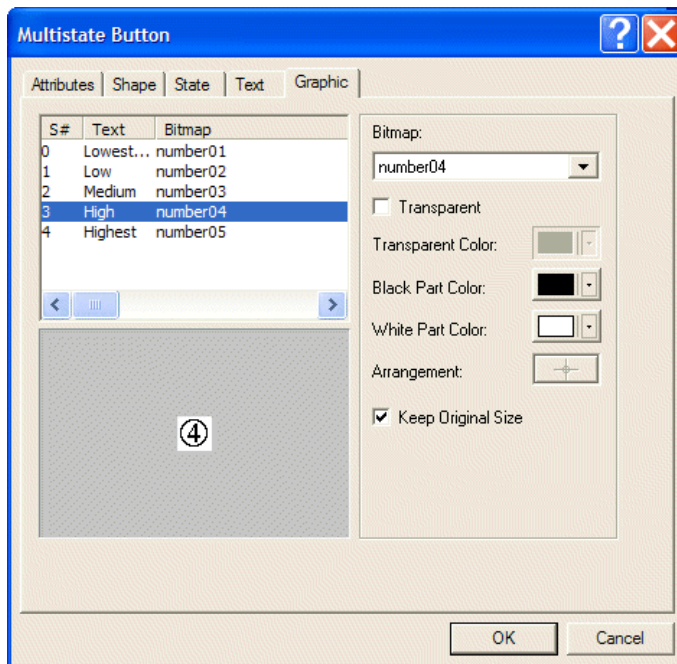 Multistate Button
Attributes Shape State Text Graphic
S# Text Bitmap
0 Lowest... number01
1 Low number02
2 Medium number03
3 High number04
4 Highest number05
④
Bitmap:
number04
Transparent
Transparent Color:
Black Part Color:
White Part Color:
Arrangement:
Keep Original Size
OK Cancel